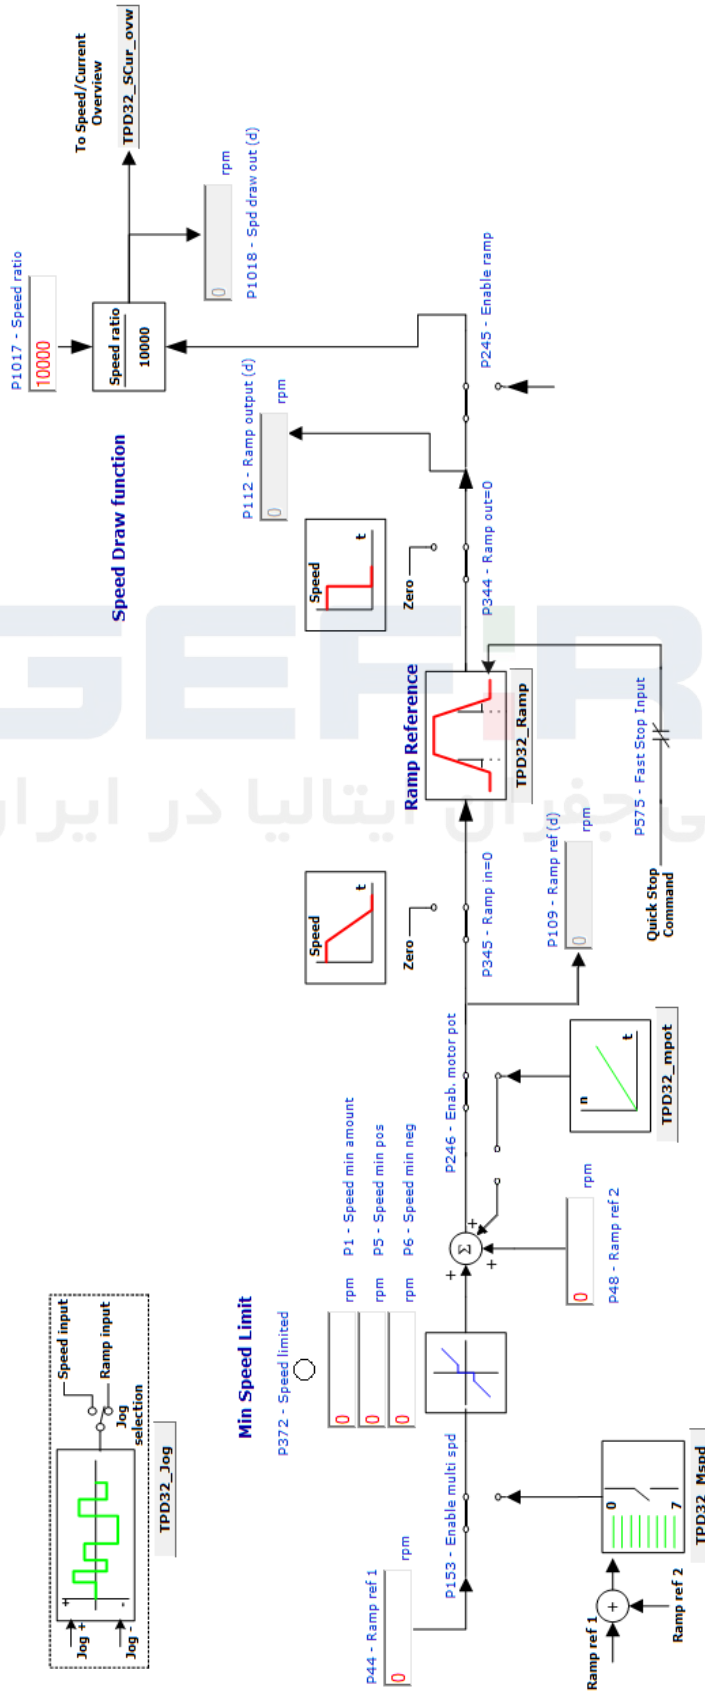 Jog +
Jog -
TPD32_Jog
Jog
selection
Speed input
Ramp input
To Speed/Current
Overview
TPD32_SCur_ovw
P1017 - Speed ratio
10000
Speed ratio
10000
0
rpm
P1018 - Spd draw out (d)
Speed Draw function
Min Speed Limit
P372 - Speed limited
0
rpm
P1 - Speed min amount
0
rpm
P5 - Speed min pos
0
rpm
P6 - Speed min neg
Speed
t
Zero
Ramp Reference
Speed
t
Zero
P112 - Ramp output (d)
0
rpm
P44 - Ramp ref 1
0
rpm
P153 - Enable multi spd
Σ
+
+
+
P246 - Enab. motor pot
P345 - Ramp in=0
TPD32_Ramp
P344 - Ramp out=0
P245 - Enable ramp
Ramp ref 1
+
Ramp ref 2
0
7
TPD32_Mspd
0
rpm
P48 - Ramp ref 2
n
t
TPD32_mpot
P109 - Ramp ref (d)
0
rpm
Quick Stop
Command
P575 - Fast Stop Input
GEFIR
ی جفران ایتالیا در ایران